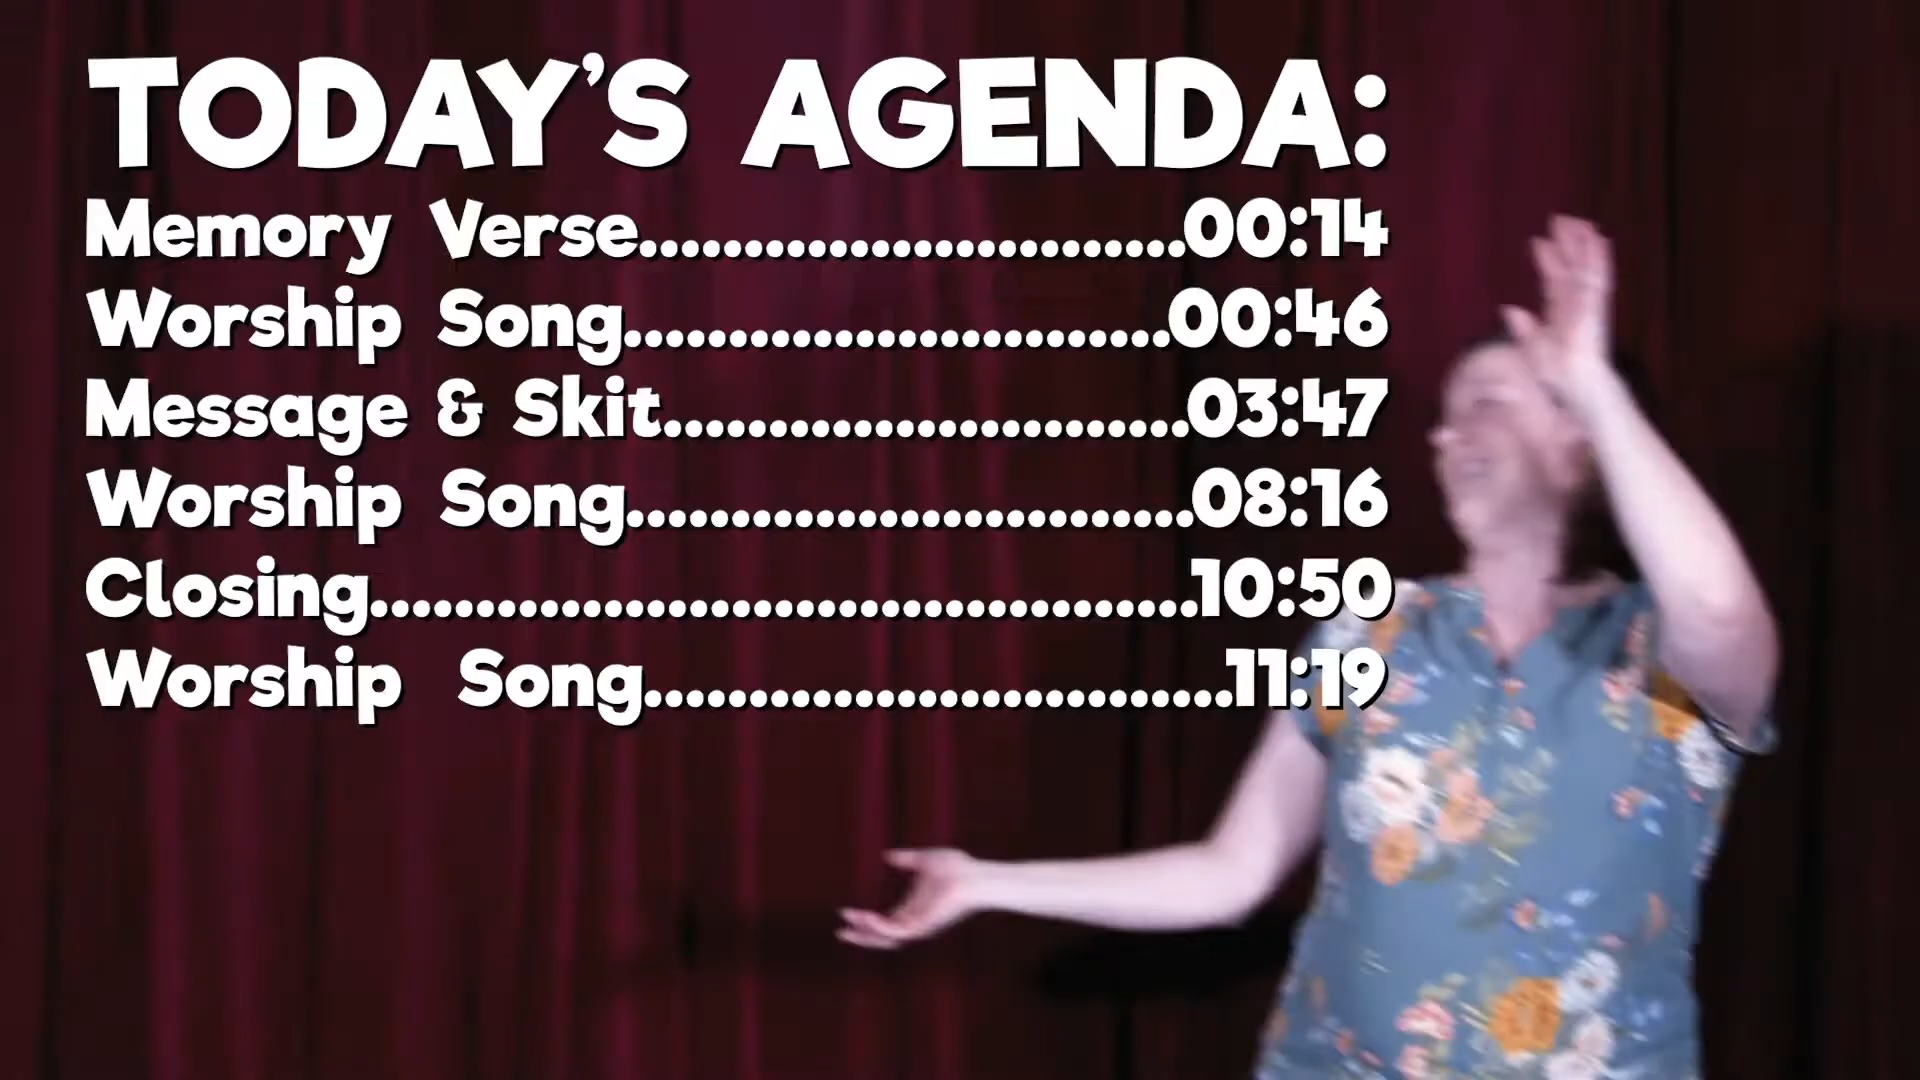 TODAY'S AGENDA:
Memory Verse..........................00:14
Worship Song..........................00:46
Message & Skit.........................03:47
Worship Song...........................08:16
Closing.......................................10:50
Worship Song............................11:19